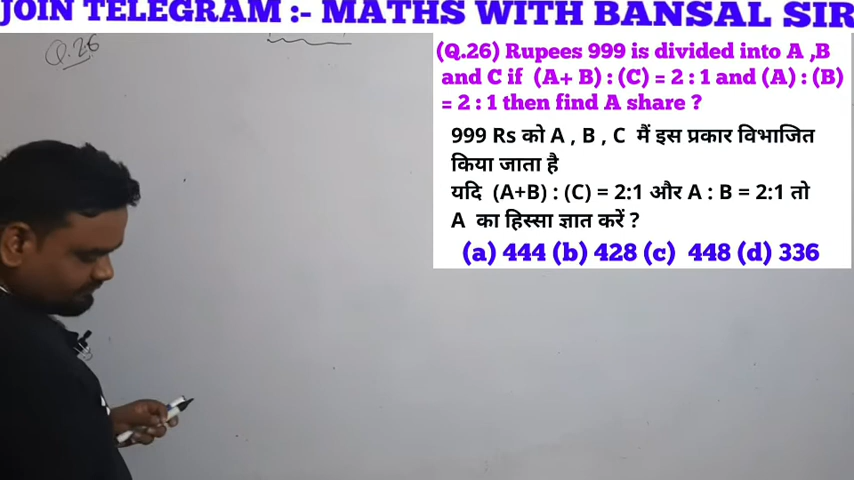 JOIN TELEGRAM :- MATHS WITH BANSAL SIR
Q.26
(Q.26) Rupees 999 is divided into A ,B
and C if (A+ B) : (C) = 2 : 1 and (A) : (B)
= 2 : 1 then find A share ?
999 Rs को A , B , C मैं इस प्रकार विभाजित
किया जाता है
यदि (A+B) : (C) = 2:1 और A : B = 2:1 तो
A का हिस्सा ज्ञात करें ?
(a) 444 (b) 428 (c) 448 (d) 336